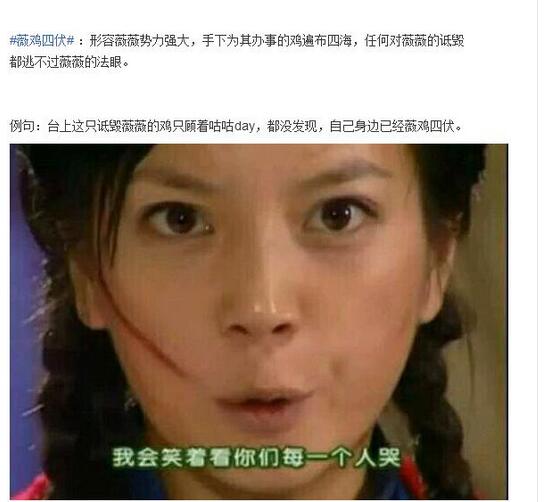 #薇鸡四伏# ：形容薇薇势力强大，手下为其办事的鸡遍布四海，任何对薇薇的诋毁
都逃不过薇薇的法眼。
例句：台上这只诋毁薇薇的鸡只顾着咕咕day，都没发现，自己身边已经薇鸡四伏。
我会笑着看你们每一个人哭